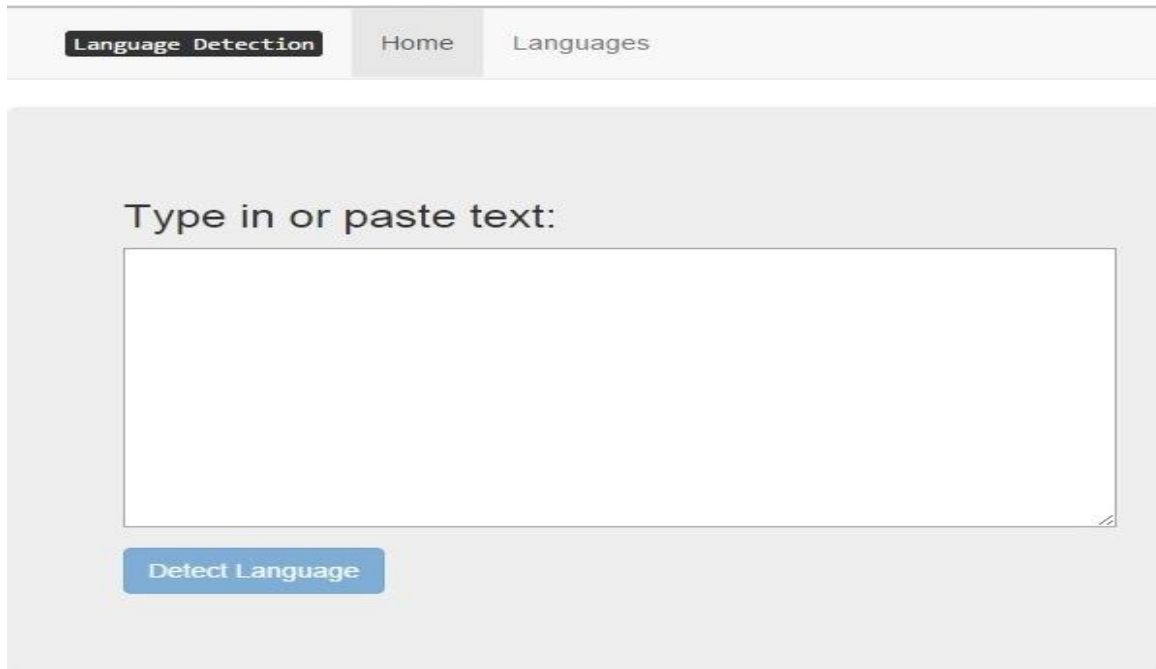 Language Detection Home Languages
Type in or paste text:
Detect Language